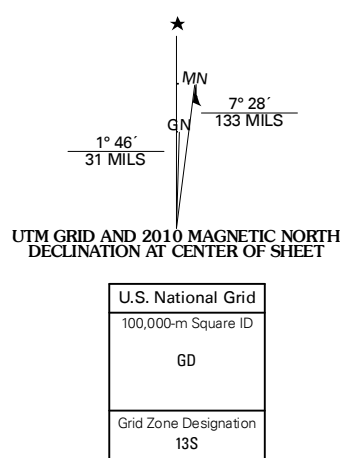 ★
MN
7° 28´
133 MILS
GN
1° 46´
31 MILS
UTM GRID AND 2010 MAGNETIC NORTH
DECLINATION AT CENTER OF SHEET
U.S. National Grid
100,000-m Square ID
GD
Grid Zone Designation
13S